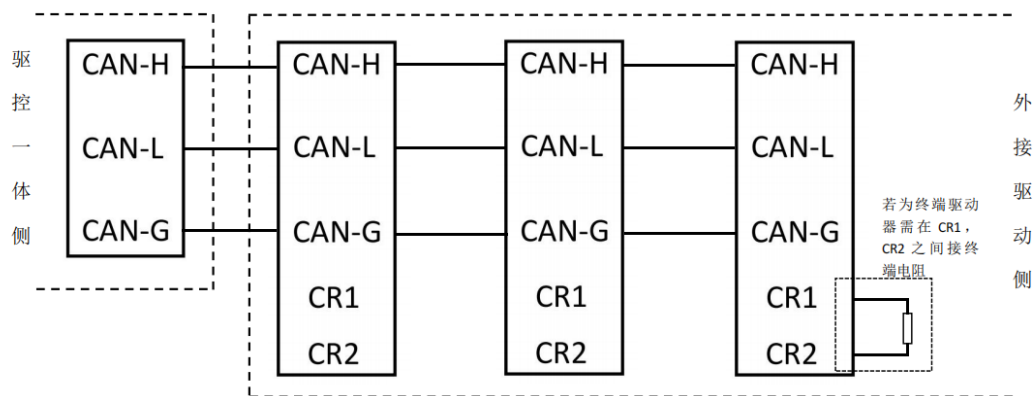 驱
控
一
体
侧
CAN-H
CAN-L
CAN-G
CAN-H
CAN-L
CAN-G
CR1
CR2
CAN-H
CAN-L
CAN-G
CR1
CR2
CAN-H
CAN-L
CAN-G
CR1
CR2
若为终端驱动
器需在 CR1，
CR2 之间接终
端电阻
外
接
驱
动
侧